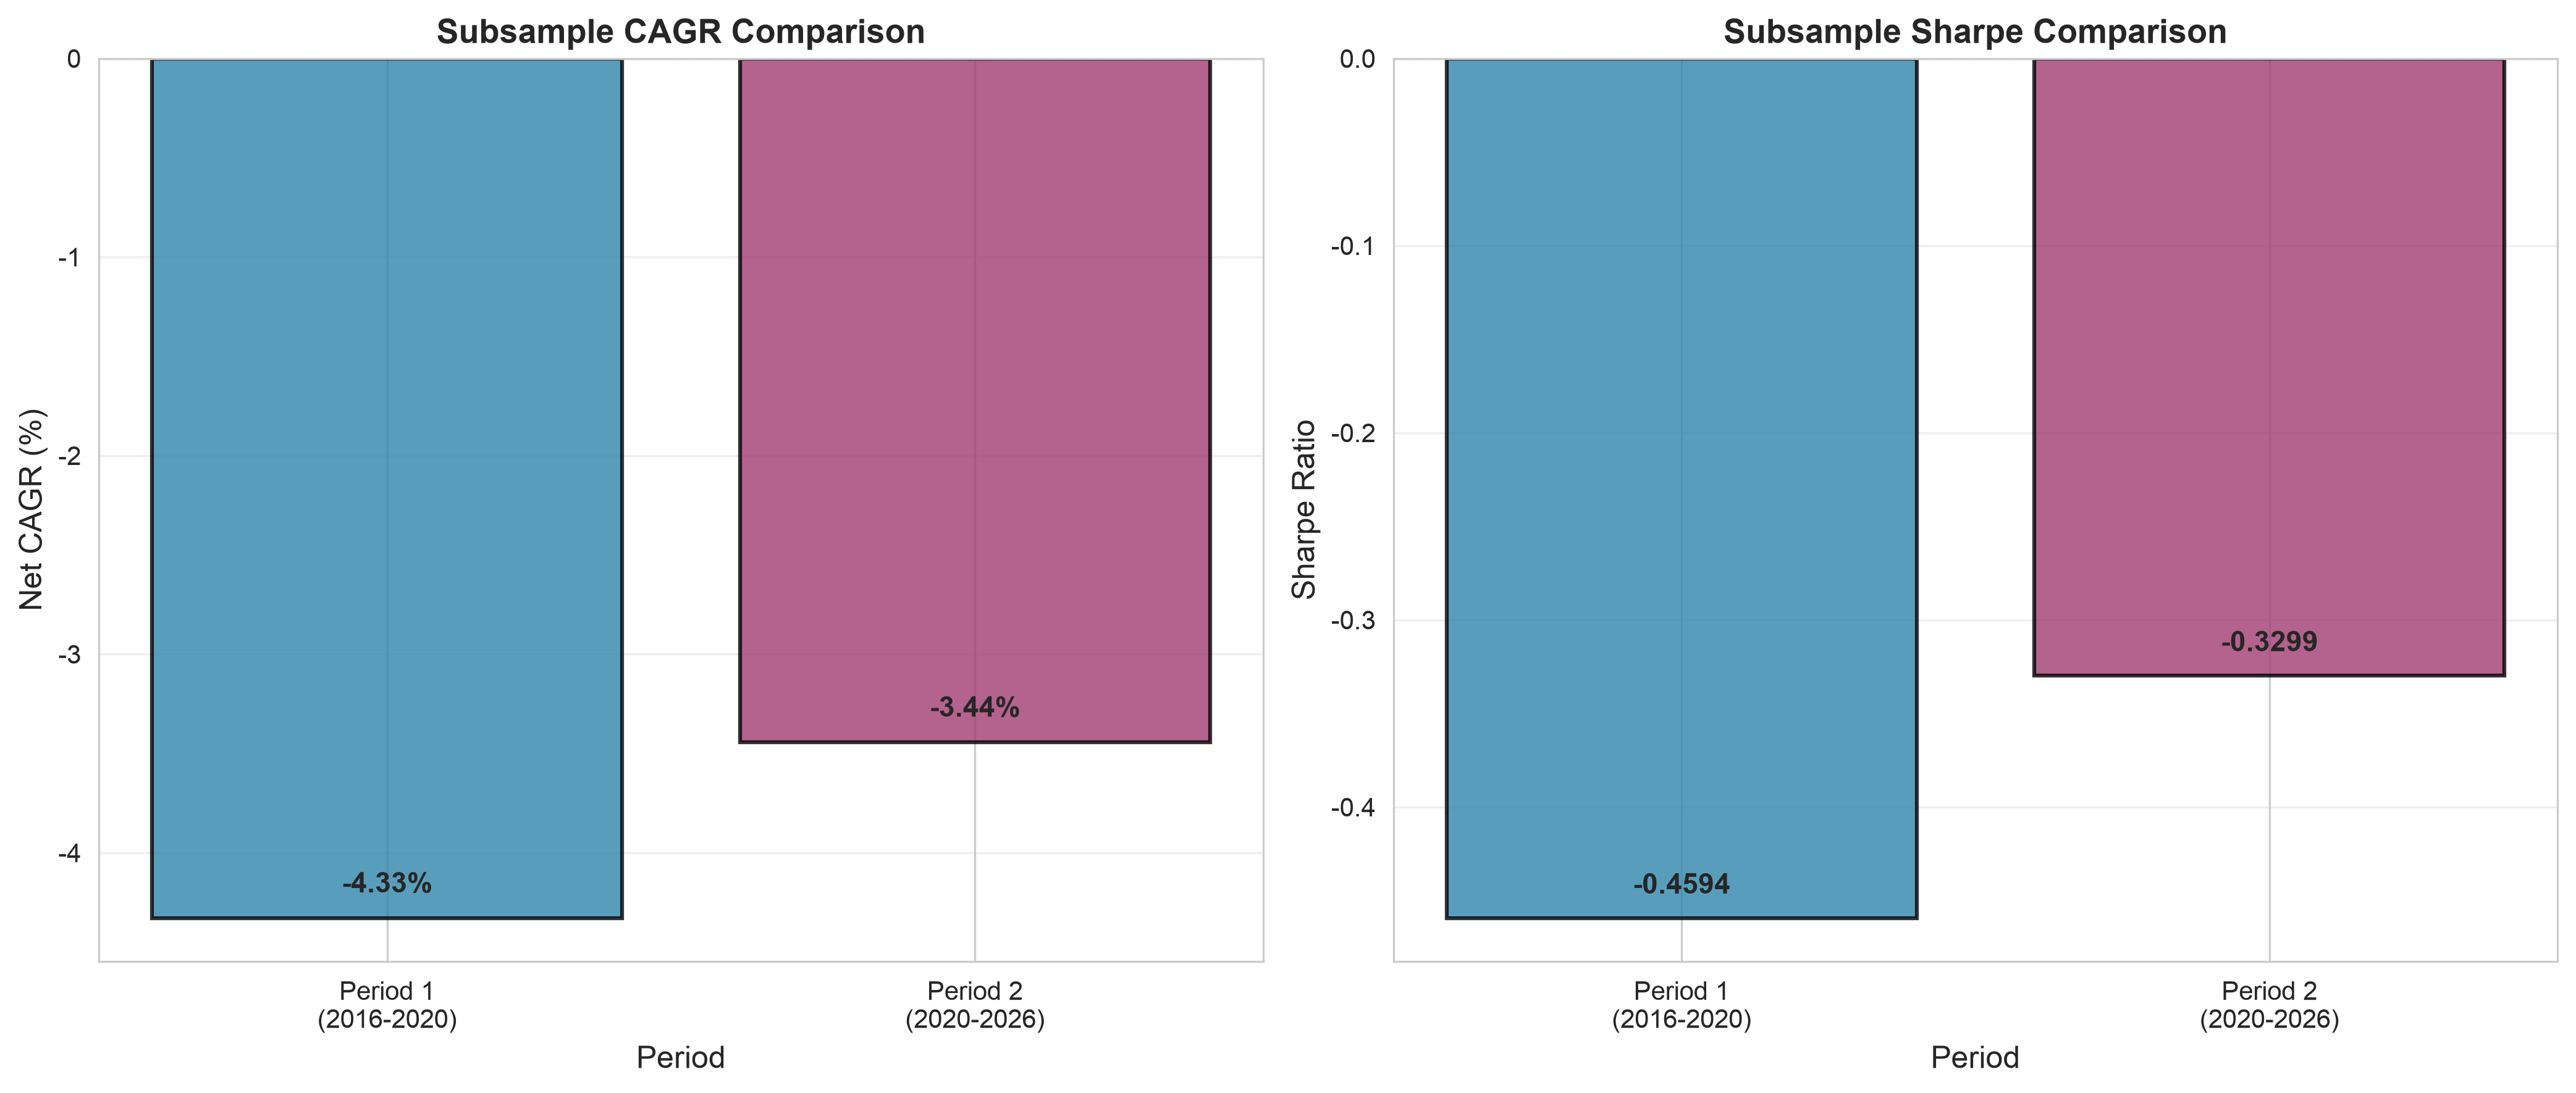 Subsample CAGR Comparison
Net CAGR (%)
0
-1
-2
-3
-4
-4.33%
-3.44%
Period 1
(2016-2020)
Period 2
(2020-2026)
Period
Subsample Sharpe Comparison
Sharpe Ratio
0.0
-0.1
-0.2
-0.3
-0.4
-0.4594
-0.3299
Period 1
(2016-2020)
Period 2
(2020-2026)
Period